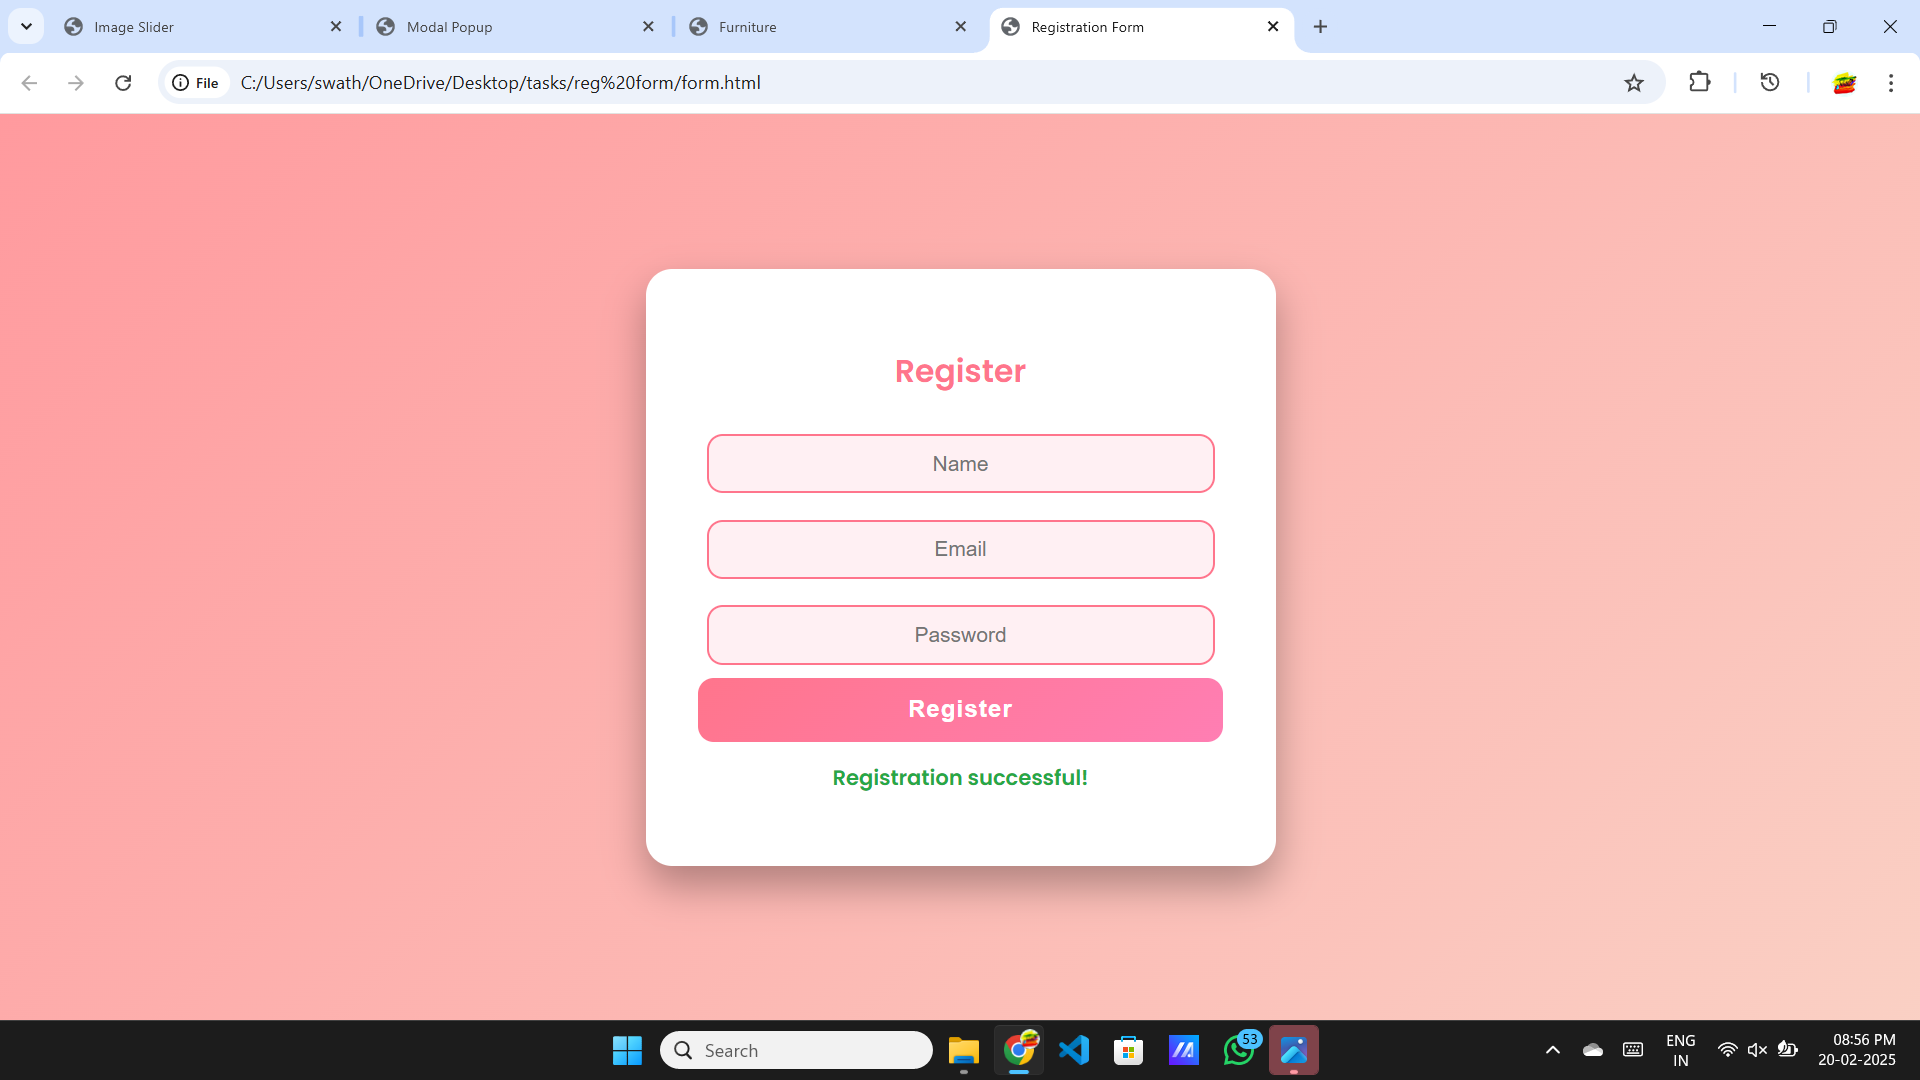 Image Slider
Modal Popup
Furniture
Registration Form
File
C:/Users/swath/OneDrive/Desktop/tasks/reg%20form/form.html
Register
Name
Email
Password
Register
Registration successful!
Search
53
ENG
IN
08:56 PM
20-02-2025